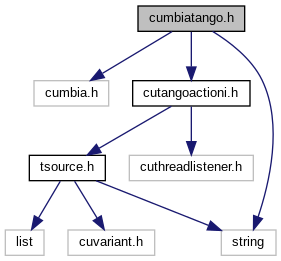 cumbiatango.h
cumbia.h
cutangoactioni.h
tsource.h
cuthreadlistener.h
list
cuvariant.h
string